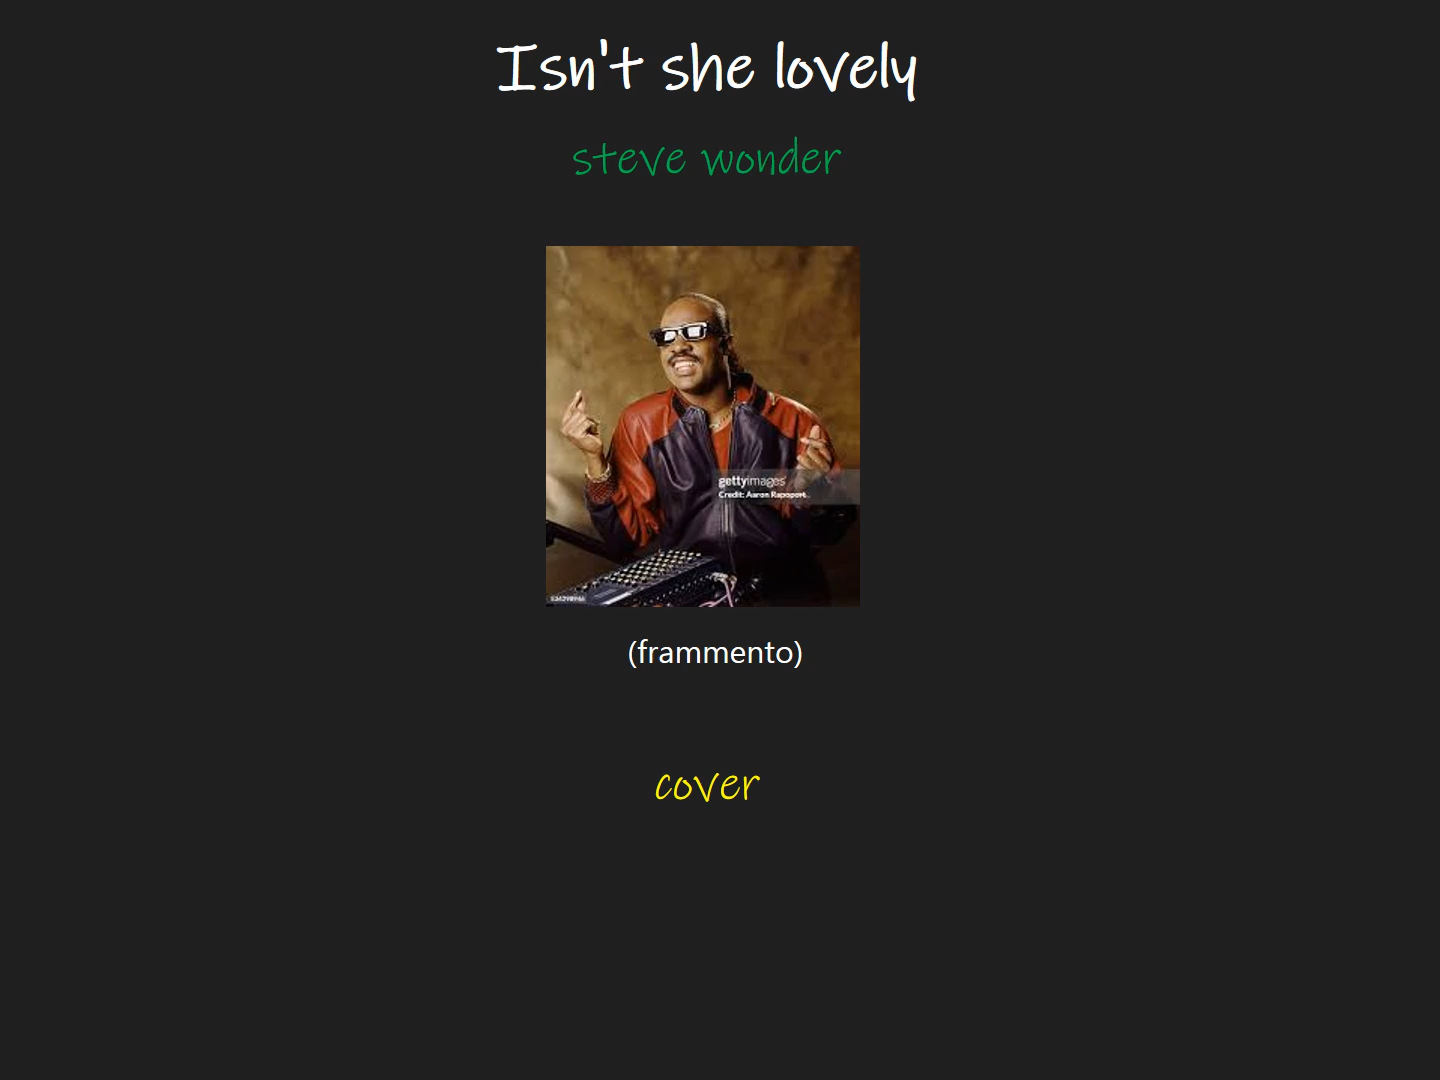 Isn't she lovely
steve wonder
gettyimages
Credit: Aaron Rapoport
(frammento)
cover